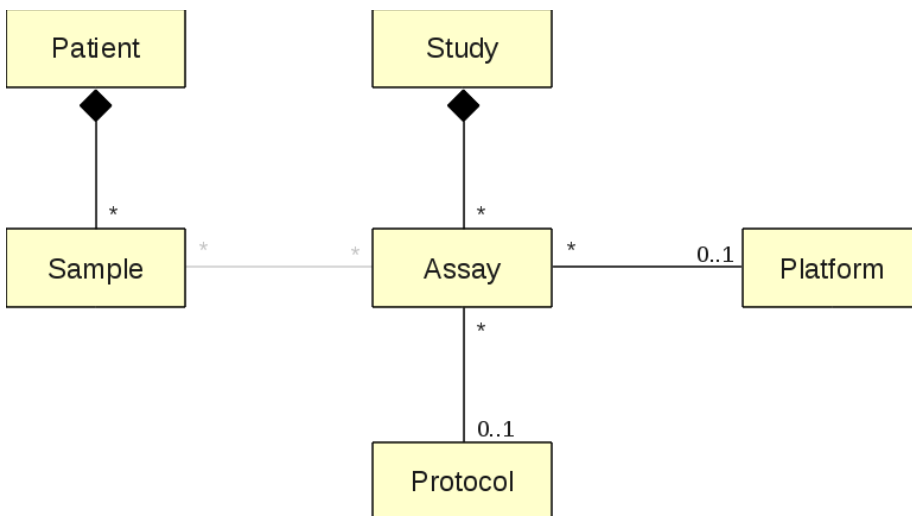 Patient
Study
*
*
Sample
*
*
Assay
*
0..1
Platform
*
0..1
Protocol